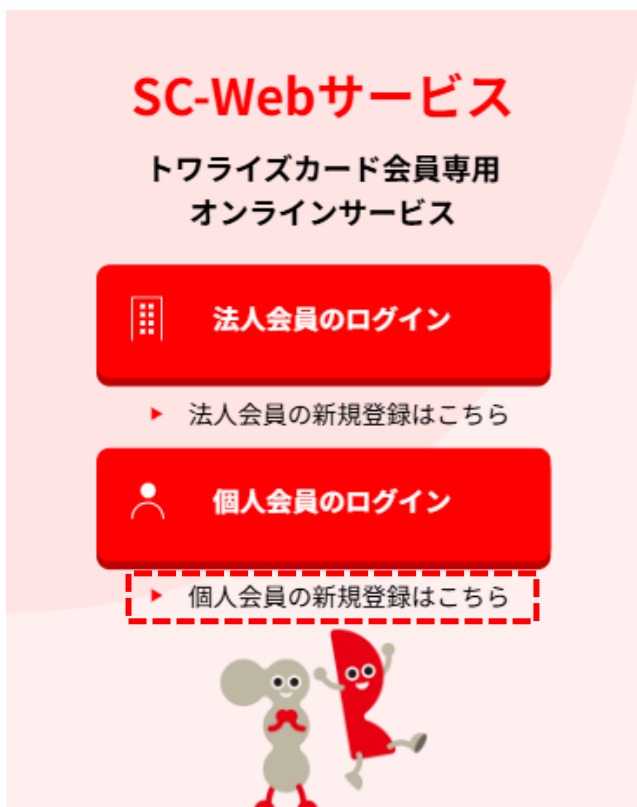 SC-Webサービス
トワライズカード会員専用
オンラインサービス
法人会員のログイン
法人会員の新規登録はこちら
個人会員のログイン
個人会員の新規登録はこちら